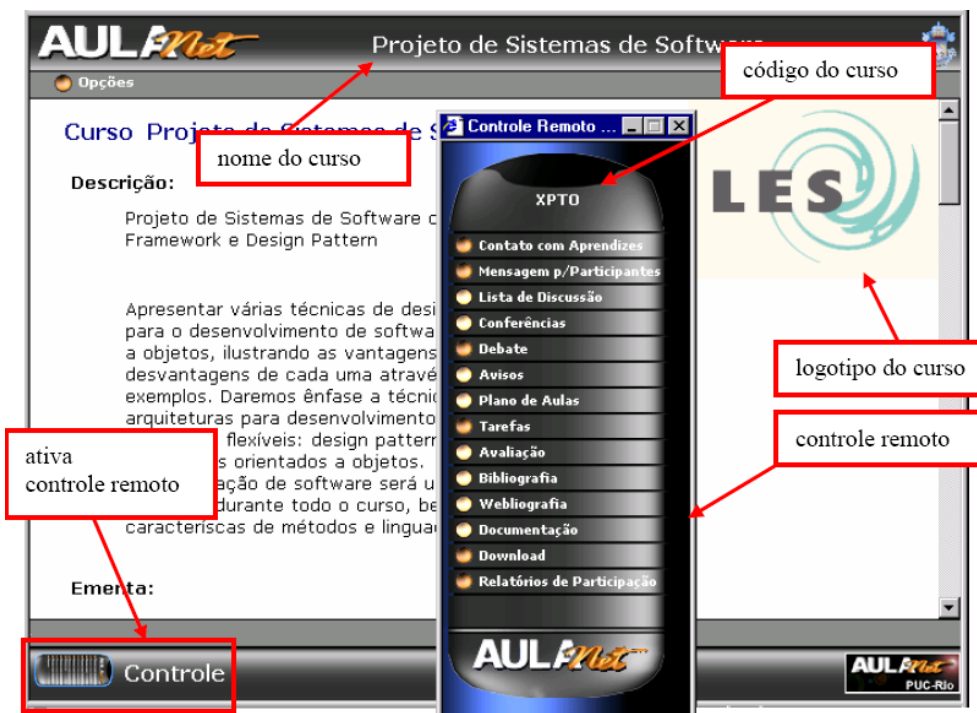 AULANet
Projeto de Sistemas de Software
Opções
código do curso
Curso Projeto de Sistemas de S
nome do curso
Descrição:
Projeto de Sistemas de Software
Framework e Design Pattern
Apresentar várias técnicas de desi
para o desenvolvimento de softwa
a objetos, ilustrando as vantagens
desvantagens de cada uma atravé
exemplos. Daremos ênfase a técni
arquiteturas para desenvolvimento
flexíveis: design pattern
s orientados a objetos.
ação de software será u
durante todo o curso, be
caracteríscas de métodos e lingua
Ementa:
ativa
controle remoto
Controle
Controle Remoto ...
XPTO
Contato com Aprendizes
Mensagem p/Participantes
Lista de Discussão
Conferências
Debate
Avisos
Plano de Aulas
Tarefas
Avaliação
Bibliografia
Webliografia
Documentação
Download
Relatórios de Participação
AULANet
LES
logotipo do curso
controle remoto
AULANet
PUC-Rio